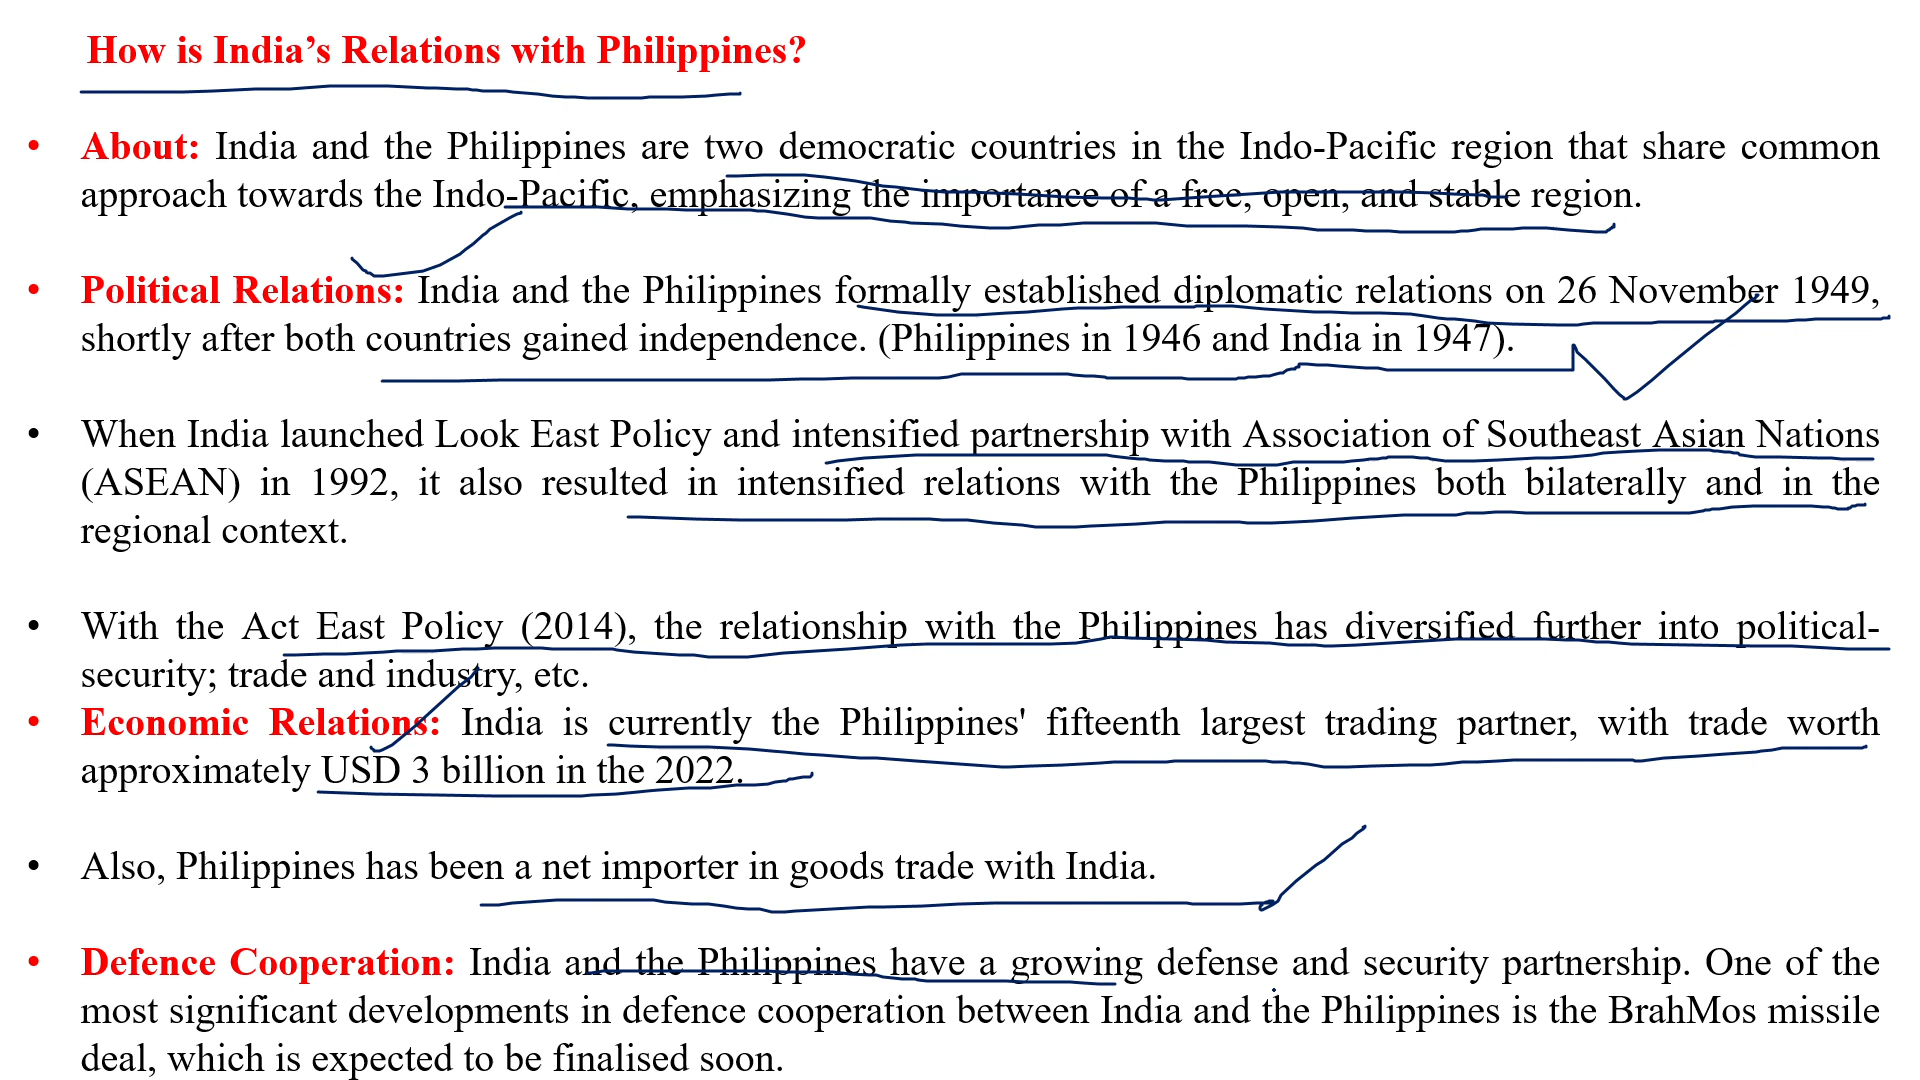 How is India’s Relations with Philippines?
• About: India and the Philippines are two democratic countries in the Indo-Pacific region that share common
approach towards the Indo-Pacific, emphasizing the importance of a free, open, and stable region.
• Political Relations: India and the Philippines formally established diplomatic relations on 26 November 1949,
shortly after both countries gained independence. (Philippines in 1946 and India in 1947).
• When India launched Look East Policy and intensified partnership with Association of Southeast Asian Nations
(ASEAN) in 1992, it also resulted in intensified relations with the Philippines both bilaterally and in the
regional context.
• With the Act East Policy (2014), the relationship with the Philippines has diversified further into political-
security; trade and industry, etc.
• Economic Relations: India is currently the Philippines' fifteenth largest trading partner, with trade worth
approximately USD 3 billion in the 2022.
• Also, Philippines has been a net importer in goods trade with India.
• Defence Cooperation: India and the Philippines have a growing defense and security partnership. One of the
most significant developments in defence cooperation between India and the Philippines is the BrahMos missile
deal, which is expected to be finalised soon.